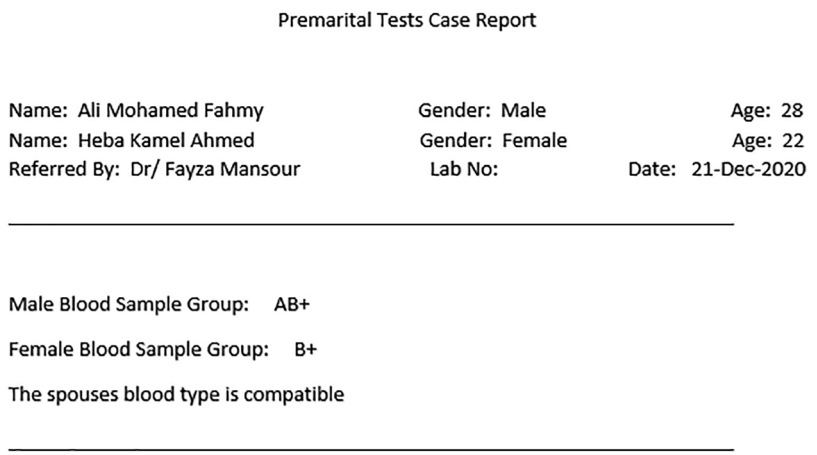 Premarital Tests Case Report
Name: Ali Mohamed Fahmy Gender: Male Age: 28
Name: Heba Kamel Ahmed Gender: Female Age: 22
Referred By: Dr/ Fayza Mansour Lab No: Date: 21-Dec-2020
Male Blood Sample Group: AB+
Female Blood Sample Group: B+
The spouses blood type is compatible